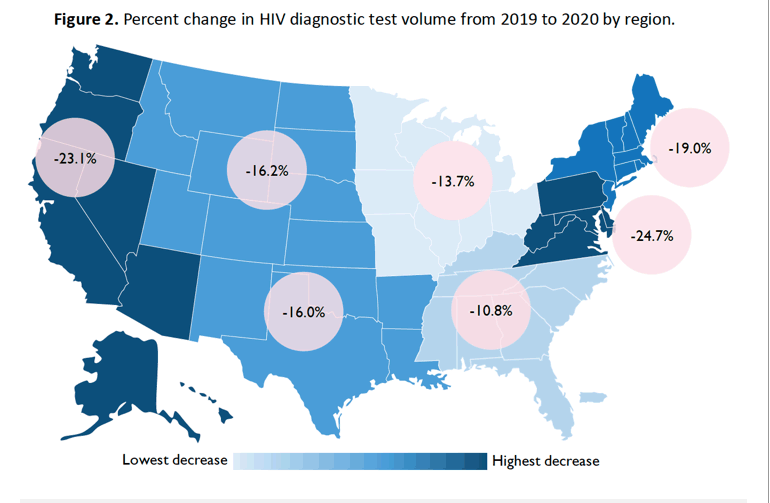 Figure 2. Percent change in HIV diagnostic test volume from 2019 to 2020 by region.
-23.1%
-16.2%
-13.7%
-19.0%
-24.7%
-16.0%
-10.8%
Lowest decrease
Highest decrease